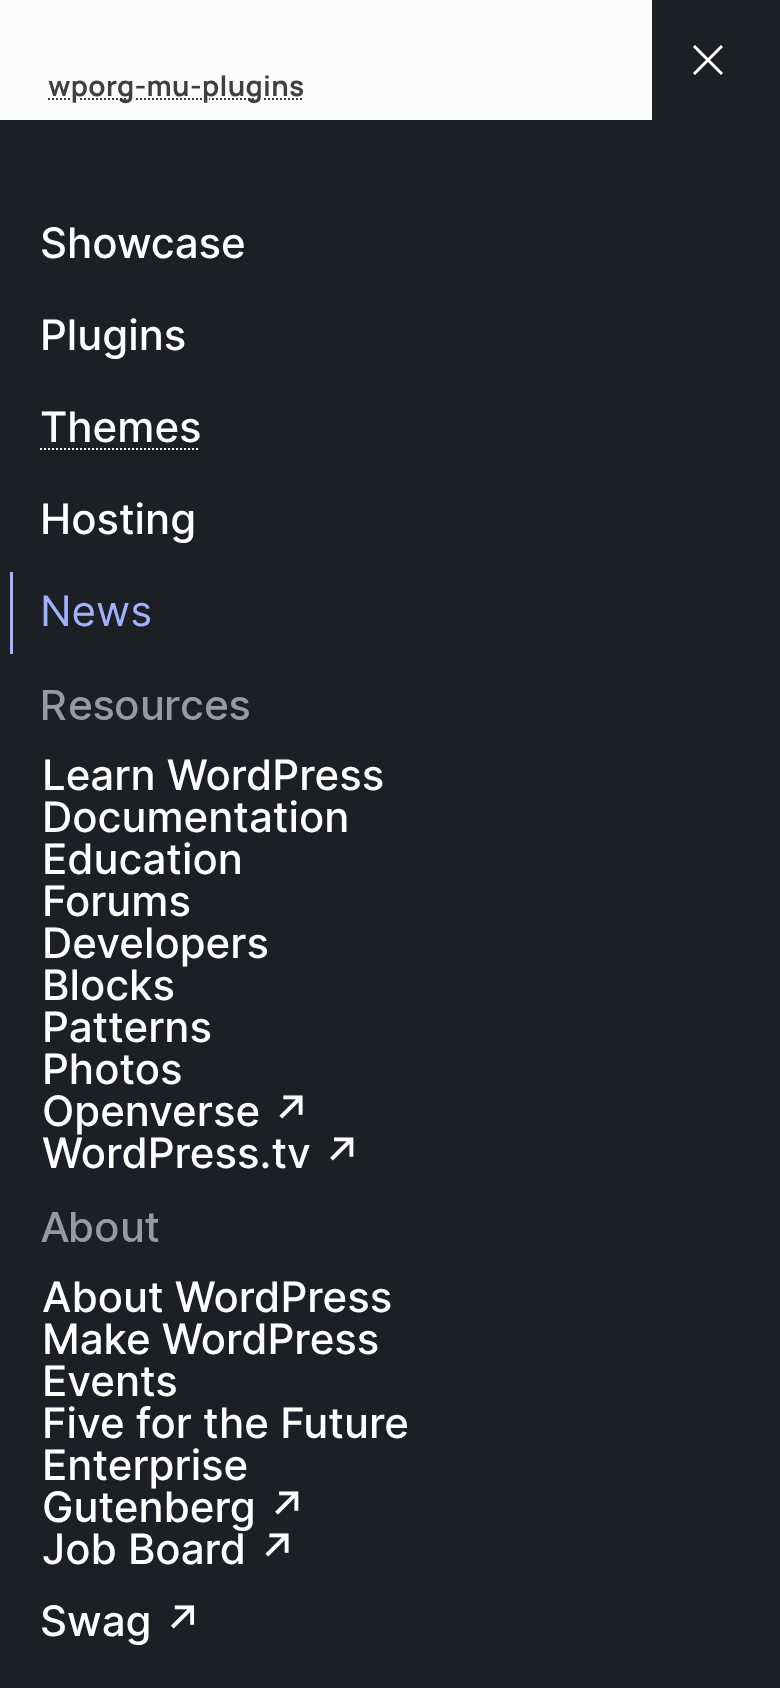 wporg-mu-plugins
Showcase
Plugins
Themes
Hosting
News
Resources
Learn WordPress
Documentation
Education
Forums
Developers
Blocks
Patterns
Photos
Openverse ↗
WordPress.tv ↗
About
About WordPress
Make WordPress
Events
Five for the Future
Enterprise
Gutenberg ↗
Job Board ↗
Swag ↗